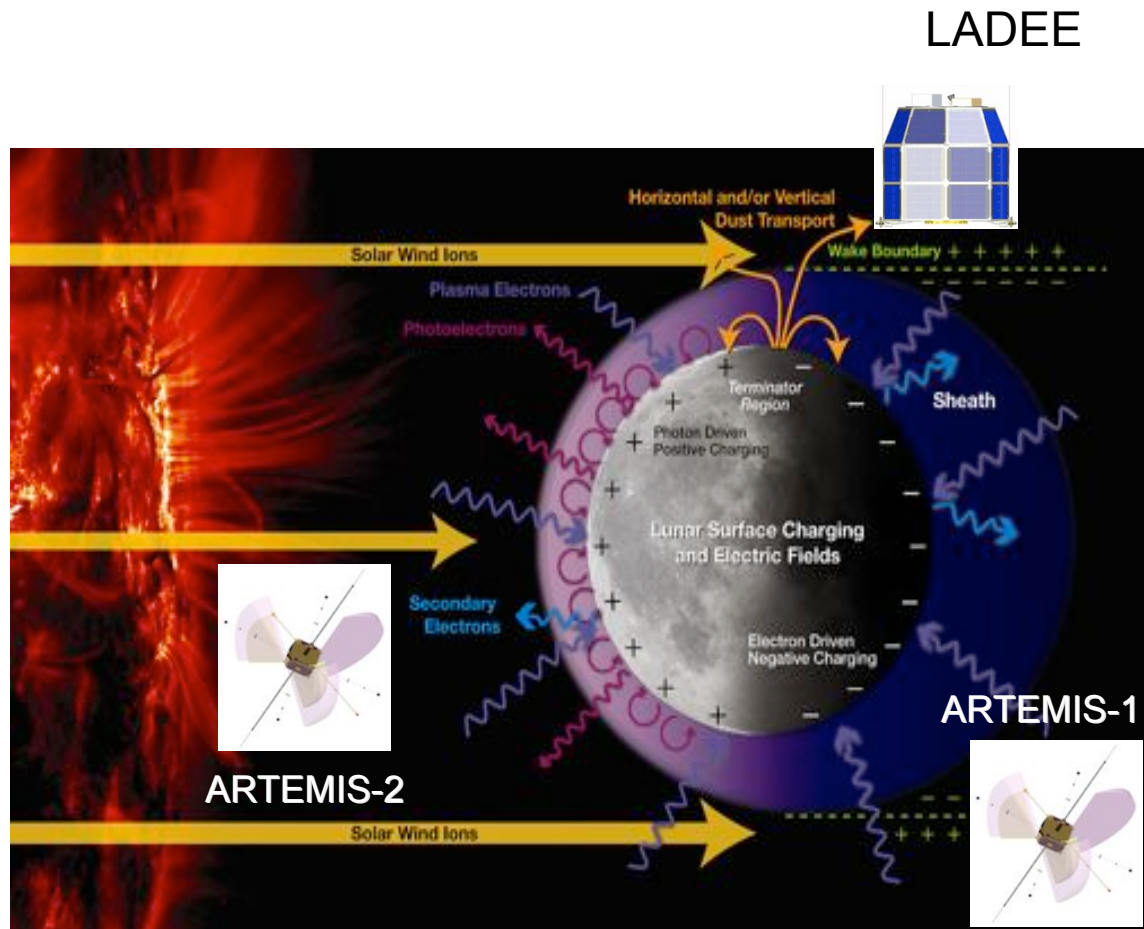 LADEE
Horizontal and/or Vertical
Dust Transport
Solar Wind Ions
Wake Boundary + + + + +
− − − − −
Plasma Electrons
Photoelectrons
Terminator
Region
Sheath
Photon Driven
Positive Charging
Lunar Surface Charging
and Electric Fields
Secondary
Electrons
Electron Driven
Negative Charging
ARTEMIS-1
ARTEMIS-2
Solar Wind Ions
− −
+ + +